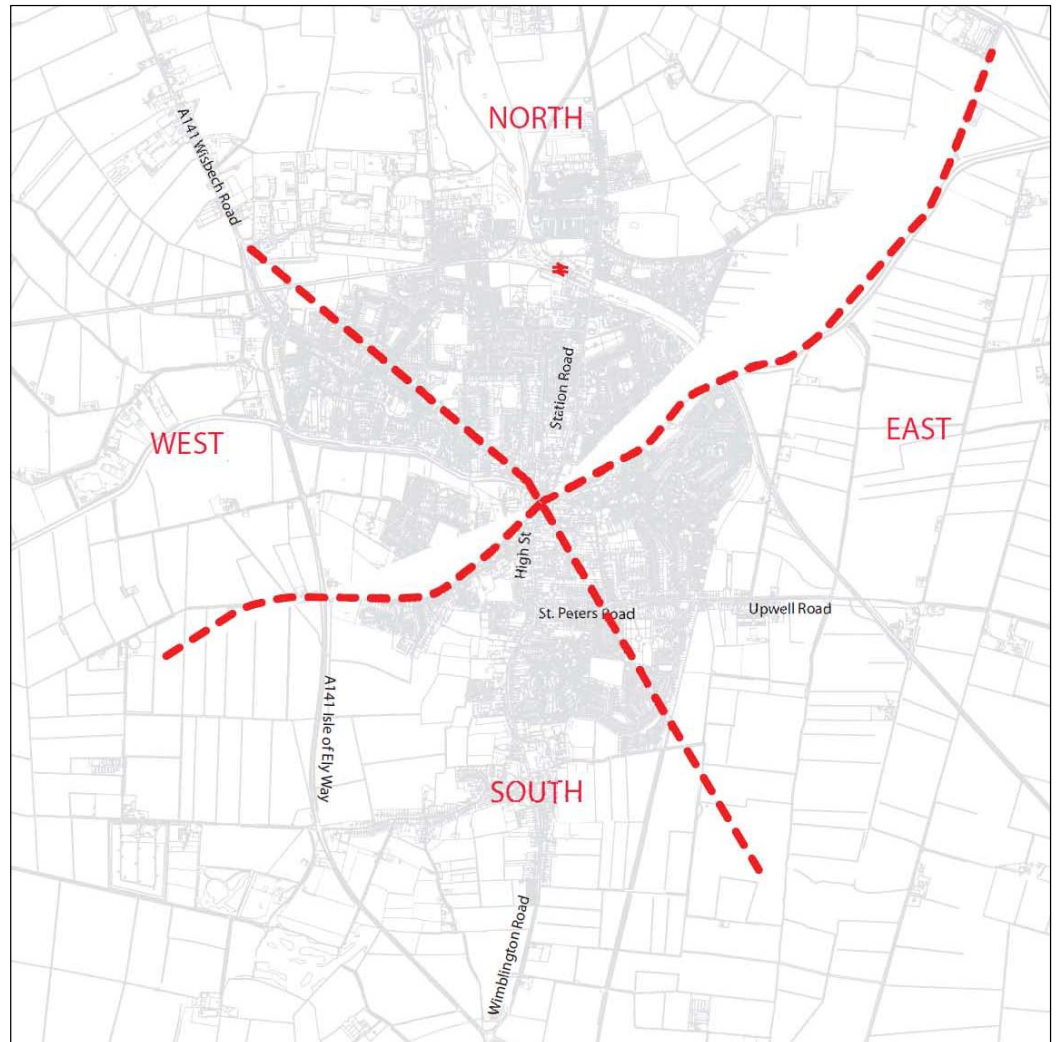 NORTH
A141 Wisbech Road
Station Road
WEST
EAST
High St
St. Peters Road
Upwell Road
A141 Isle of Ely Way
SOUTH
Wimblington Road